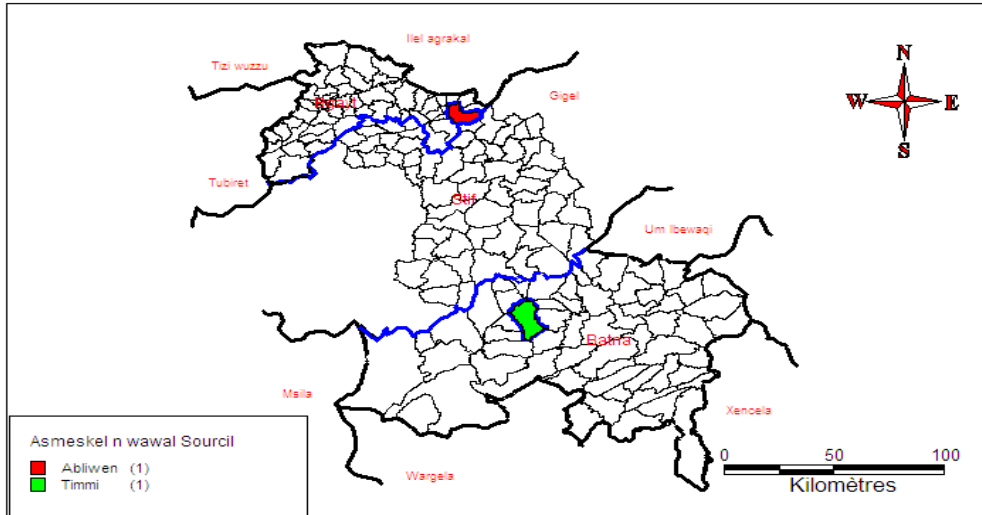 Ilel agrakal
Tizi wuzzu
Gigel
Bgazt
Tubiret
Stif
Um lbewaqi
Batna
Msila
Xencela
Wargela
N
W E
S
Asmeskel n wawal Sourcil
Abliwen (1)
Timmi (1)
0 50 100
Kilomètres